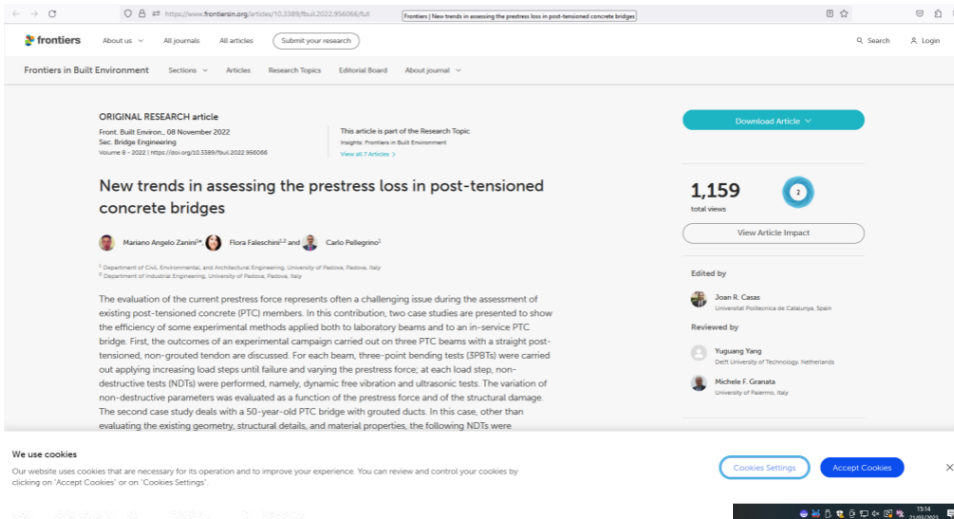 https://www.frontiersin.org/articles/10.3389/fbuil.2022.956066/full
Frontiers | New trends in assessing the prestress loss in post-tensioned concrete bridges
frontiers
About us
All journals
All articles
Submit your research
Search
Login
Frontiers in Built Environment
Sections
Articles
Research Topics
Editorial Board
About journal
ORIGINAL RESEARCH article
Front. Built Environ., 08 November 2022
Sec. Bridge Engineering
Volume 8 - 2022 | https://doi.org/10.3389/fbuil.2022.956066
This article is part of the Research Topic
Insights: Frontiers in Built Environment
View all 7 Articles >
New trends in assessing the prestress loss in post-tensioned
concrete bridges
Mariano Angelo Zanini¹*, Flora Faleschini¹,² and Carlo Pellegrino¹
¹ Department of Civil, Environmental, and Architectural Engineering, University of Padova, Padova, Italy
² Department of Industrial Engineering, University of Padova, Padova, Italy
The evaluation of the current prestress force represents often a challenging issue during the assessment of
existing post-tensioned concrete (PTC) members. In this contribution, two case studies are presented to show
the efficiency of some experimental methods applied both to laboratory beams and to an in-service PTC
bridge. First, the outcomes of an experimental campaign carried out on three PTC beams with a straight post-
tensioned, non-grouted tendon are discussed. For each beam, three-point bending tests (3PBTs) were carried
out applying increasing load steps until failure and varying the prestress force; at each load step, non-
destructive tests (NDTs) were performed, namely, dynamic free vibration and ultrasonic tests. The variation of
non-destructive parameters was evaluated as a function of the prestress force and of the structural damage.
The second case study deals with a 50-year-old PTC bridge with grouted ducts. In this case, other than
evaluating the existing geometry, structural details, and material properties, the following NDTs were
Download Article
1,159
total views
2
View Article Impact
Edited by
Joan R. Casas
Universitat Politecnica de Catalunya, Spain
Reviewed by
Yuguang Yang
Delft University of Technology, Netherlands
Michele F. Granata
University of Palermo, Italy
We use cookies
Our website uses cookies that are necessary for its operation and to improve your experience. You can review and control your cookies by
clicking on "Accept Cookies" or on "Cookies Settings".
Cookies Settings
Accept Cookies
15:14